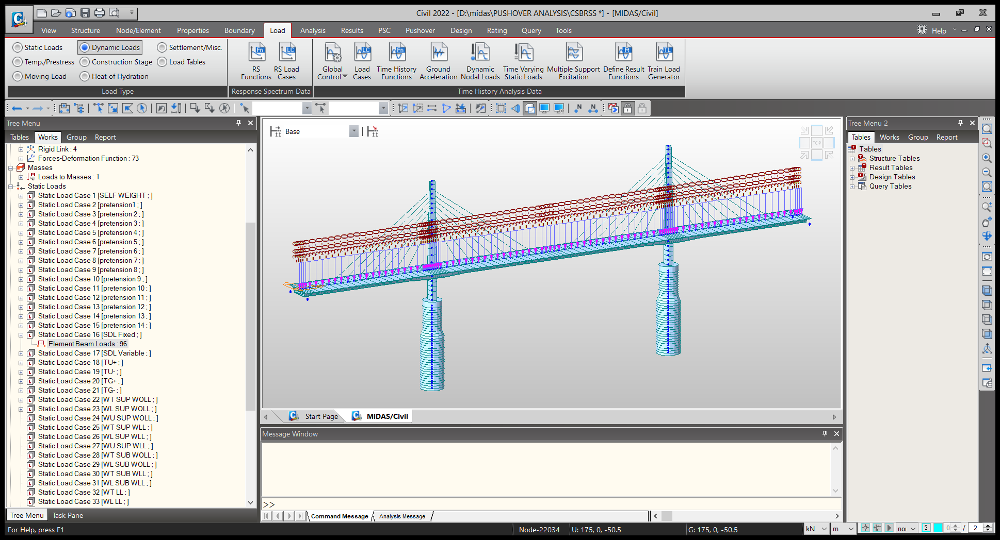 Civil 2022 - [D:\midas\PUSHOVER ANALYSIS\CSBRSS *] - [MIDAS/Civil]
View Structure Node/Element Properties Boundary Load Analysis Results PSC Pushover Design Rating Query Tools Help
Static Loads Dynamic Loads Settlement/Misc.
Temp./Prestress Construction Stage Load Tables
Moving Load Heat of Hydration
Load Type
RS Functions
RS Load Cases
Response Spectrum Data
Global Control
Load Cases
Time History Functions
Ground Acceleration
Dynamic Nodal Loads
Time Varying Static Loads
Multiple Support Excitation
Define Result Functions
Train Load Generator
Time History Analysis Data
Tree Menu
Tables Works Group Report
Rigid Link : 4
Forces-Deformation Function : 73
Masses
Loads to Masses : 1
Static Loads
Static Load Case 1 [SELF WEIGHT ; ]
Static Load Case 2 [pretension1 ; ]
Static Load Case 3 [pretension 2 ; ]
Static Load Case 4 [pretension 3 ; ]
Static Load Case 5 [pretension 4 ; ]
Static Load Case 6 [pretension 5 ; ]
Static Load Case 7 [pretension 6 ; ]
Static Load Case 8 [pretension 7 ; ]
Static Load Case 9 [pretension 8 ; ]
Static Load Case 10 [pretension 9 ; ]
Static Load Case 11 [pretension 10 ; ]
Static Load Case 12 [pretension 11 ; ]
Static Load Case 13 [pretension 12 ; ]
Static Load Case 14 [pretension 13 ; ]
Static Load Case 15 [pretension 14 ; ]
Static Load Case 16 [SDL Fixed ; ]
Element Beam Loads : 96
Static Load Case 17 [SDL Variable ; ]
Static Load Case 18 [TU+ ; ]
Static Load Case 19 [TU- ; ]
Static Load Case 20 [TG+ ; ]
Static Load Case 21 [TG- ; ]
Static Load Case 22 [WT SUP WOLL ; ]
Static Load Case 23 [WL SUP WOLL ; ]
Static Load Case 24 [WU SUP WOLL ; ]
Static Load Case 25 [WT SUP WLL ; ]
Static Load Case 26 [WL SUP WLL ; ]
Static Load Case 27 [WU SUP WLL ; ]
Static Load Case 28 [WT SUB WOLL ; ]
Static Load Case 29 [WL SUB WOLL ; ]
Static Load Case 30 [WT SUB WLL ; ]
Static Load Case 31 [WL SUB WLL ; ]
Static Load Case 32 [WT LL ; ]
Static Load Case 33 [WL LL ; ]
Tree Menu Task Pane
Base
TOP
Start Page MIDAS/Civil
Message Window
>>
Command Message Analysis Message
Tree Menu 2
Tables Works Group Report
Tables
Structure Tables
Result Tables
Design Tables
Query Tables
For Help, press F1
Node-22034
U: 175, 0, -50.5
G: 175, 0, -50.5
kN
m
nor
0 / 2